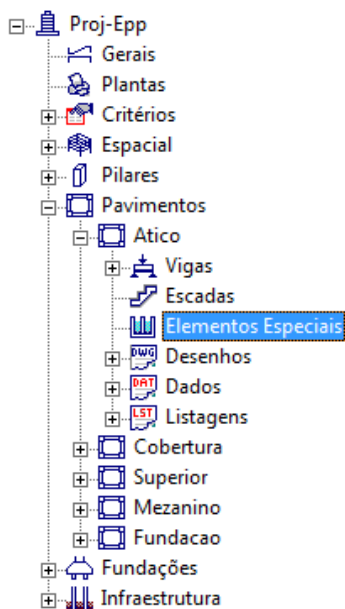 Proj-Epp
Gerais
Plantas
Critérios
Espacial
Pilares
Pavimentos
Atico
Vigas
Escadas
Elementos Especiais
DWG Desenhos
DAT Dados
LST Listagens
Cobertura
Superior
Mezanino
Fundacao
Fundações
Infraestrutura